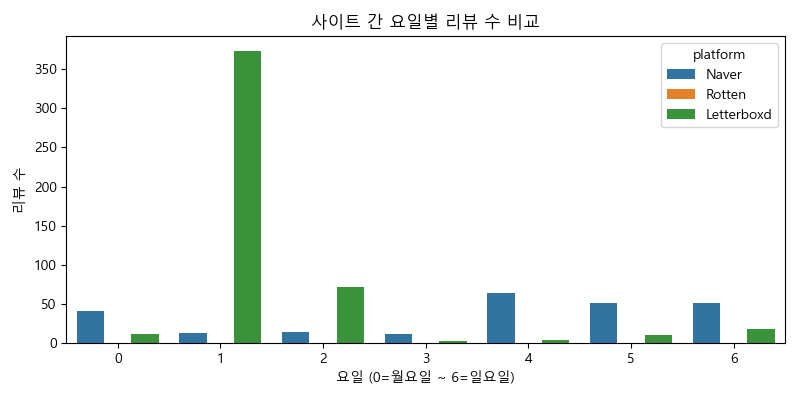 사이트 간 요일별 리뷰 수 비교
platform
Naver
Rotten
Letterboxd
리뷰 수
350
300
250
200
150
100
50
0
0 1 2 3 4 5 6
요일 (0=월요일 ~ 6=일요일)